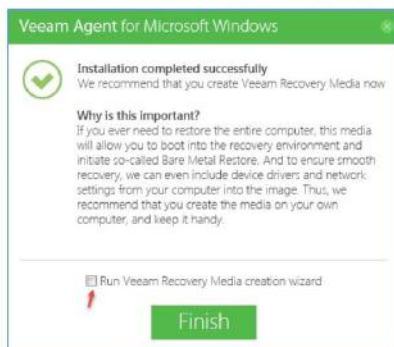 Veeam Agent for Microsoft Windows
Installation completed successfully
We recommend that you create Veeam Recovery Media now
Why is this important?
If you ever need to restore the entire computer, this media
will allow you to boot into the recovery environment and
initiate so-called Bare Metal Restore. And to ensure smooth
recovery, we can even include device drivers and network
settings from your computer into the image. Thus, we
recommend that you create the media on your own
computer, and keep it handy.
Run Veeam Recovery Media creation wizard
Finish